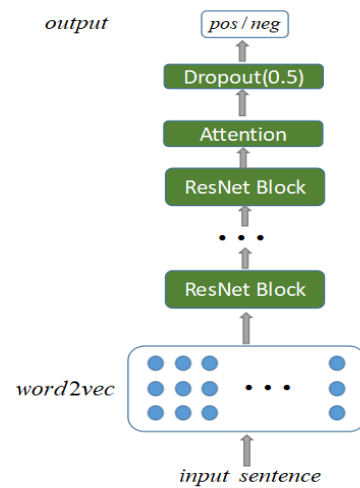 output
pos/neg
Dropout(0.5)
Attention
ResNet Block
• • •
ResNet Block
word2vec
• • •
input sentence